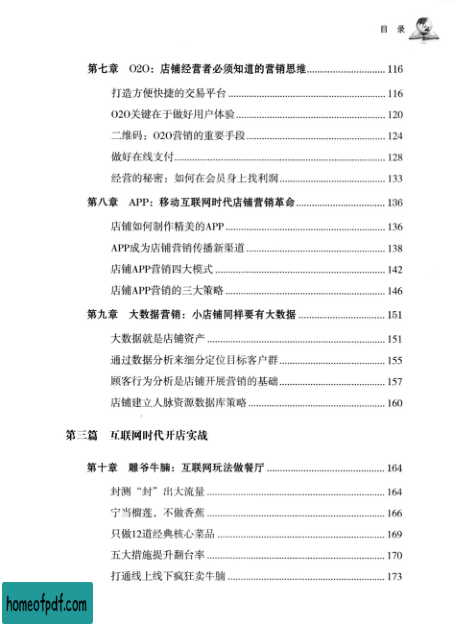 目 录
第七章 O2O：店铺经营者必须知道的营销思维................116
打造方便快捷的交易平台................116
O2O关键在于做好用户体验................120
二维码：O2O营销的重要手段................124
做好在线支付................128
经营的秘密：如何在会员身上找利润................133
第八章 APP：移动互联网时代店铺营销革命................136
店铺如何制作精美的APP................136
APP成为店铺营销传播新渠道................138
店铺APP营销四大模式................142
店铺APP营销的三大策略................146
第九章 大数据营销：小店铺同样要有大数据................151
大数据就是店铺资产................151
通过数据分析来细分定位目标客户群................155
顾客行为分析是店铺开展营销的基础................157
店铺建立人脉资源数据库策略................160
第三篇 互联网时代开店实战
第十章 雕爷牛腩：互联网玩法做餐厅................164
封测“封”出大流量................164
宁当榴莲，不做香蕉................166
只做12道经典核心菜品................169
五大措施提升翻台率................170
打通线上线下疯狂卖牛腩................173
homeofpdf.com